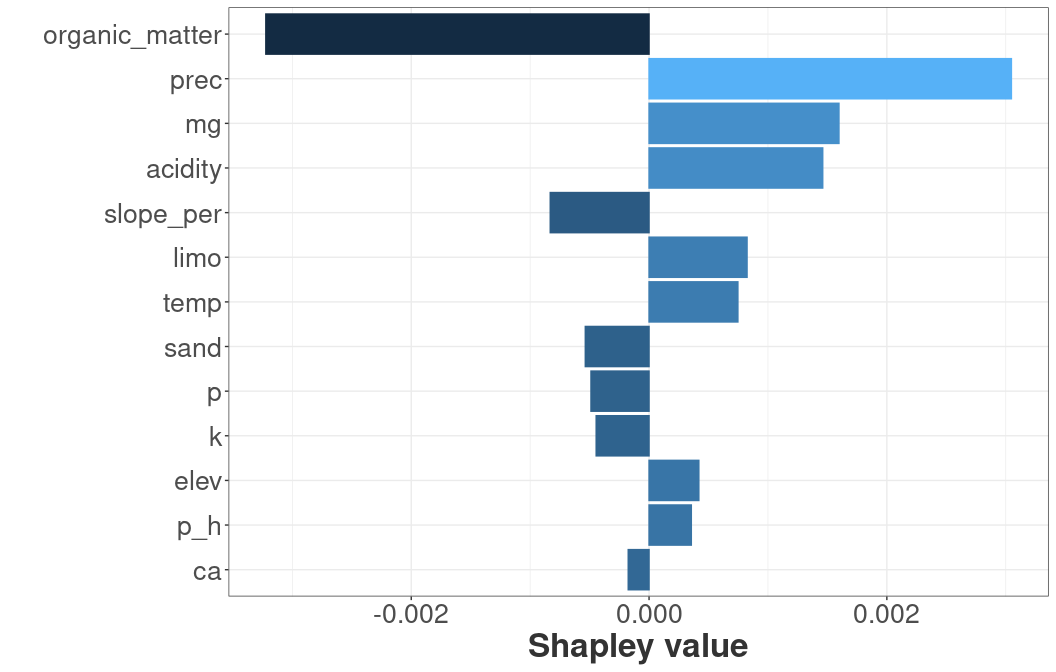 organic_matter
prec
mg
acidity
slope_per
limo
temp
sand
p
k
elev
p_h
ca
-0.002 0.000 0.002
Shapley value